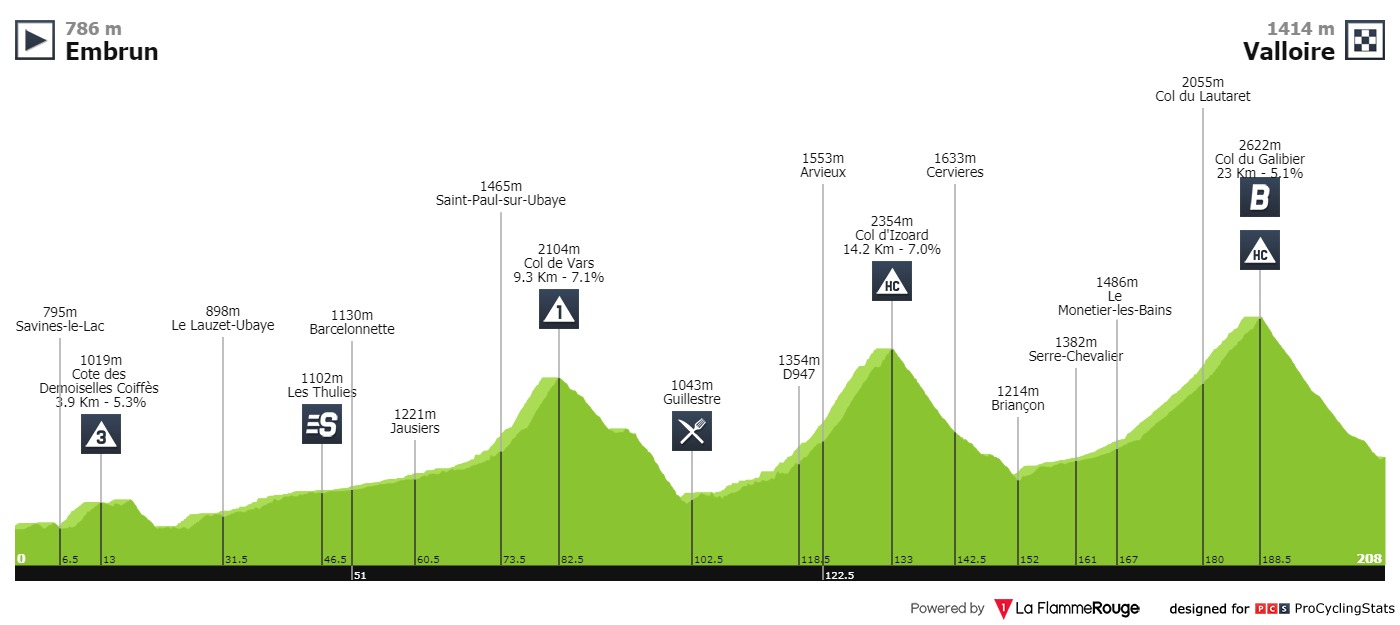 786 m
Embrun
1414 m
Valloire
2055m
Col du Lautaret
2622m
Col du Galibier
23 Km - 5.1%
B
HC
1553m
Arvieux
1633m
Cervieres
1465m
Saint-Paul-sur-Ubaye
2354m
Col d'Izoard
14.2 Km - 7.0%
HC
2104m
Col de Vars
9.3 Km - 7.1%
1
1486m
Le
Monetier-les-Bains
795m
Savines-le-Lac
898m
Le Lauzet-Ubaye
1130m
Barcelonnette
1382m
Serre-Chevalier
1019m
Cote des
Demoiselles Coiffès
3.9 Km - 5.3%
3
1102m
Les Thuiles
S
1354m
D947
1043m
Guillestre
1214m
Briançon
1221m
Jausiers
0 6.5 13 31.5 46.5 60.5 73.5 82.5 102.5 118.5 133 142.5 152 161 167 180 188.5 208
51 122.5
Powered by 1 La FlammeRouge designed for PCS ProCyclingStats